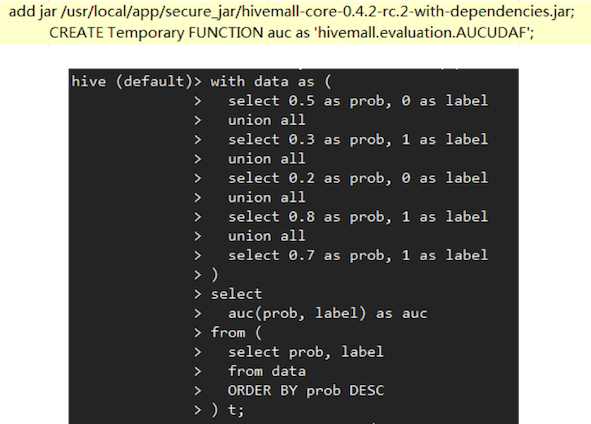 add jar /usr/local/app/secure_jar/hivemall-core-0.4.2-rc.2-with-dependencies.jar;
CREATE Temporary FUNCTION auc as 'hivemall.evaluation.AUCUDAF';
hive (default)> with data as (
> select 0.5 as prob, 0 as label
> union all
> select 0.3 as prob, 1 as label
> union all
> select 0.2 as prob, 0 as label
> union all
> select 0.8 as prob, 1 as label
> union all
> select 0.7 as prob, 1 as label
> )
> select
> auc(prob, label) as auc
> from (
> select prob, label
> from data
> ORDER BY prob DESC
> ) t;